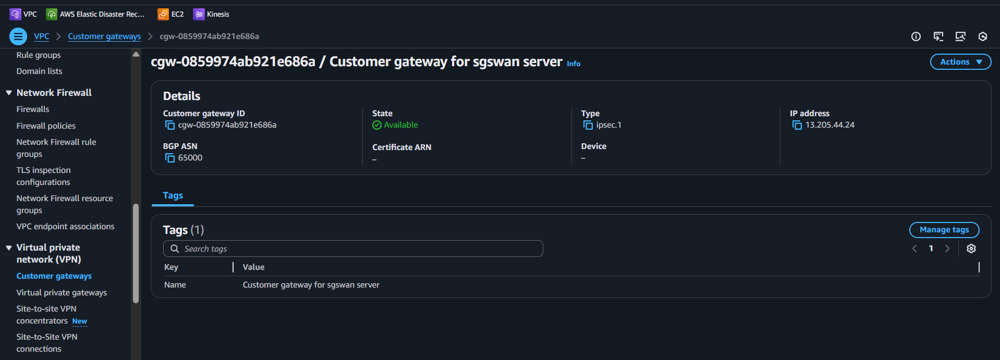 VPC
AWS Elastic Disaster Rec...
EC2
Kinesis
VPC
Customer gateways
cgw-0859974ab921e686a
Rule groups
Domain lists
Network Firewall
Firewalls
Firewall policies
Network Firewall rule
groups
TLS inspection
configurations
Network Firewall resource
groups
VPC endpoint associations
Virtual private
network (VPN)
Customer gateways
Virtual private gateways
Site-to-site VPN
concentrators New
Site-to-Site VPN
connections
cgw-0859974ab921e686a / Customer gateway for sgswan server Info
Actions
Details
Customer gateway ID
cgw-0859974ab921e686a
State
Available
Type
ipsec.1
IP address
13.205.44.24
BGP ASN
65000
Certificate ARN
–
Device
–
Tags
Tags (1)
Manage tags
Search tags
1
Key
Value
Name
Customer gateway for sgswan server